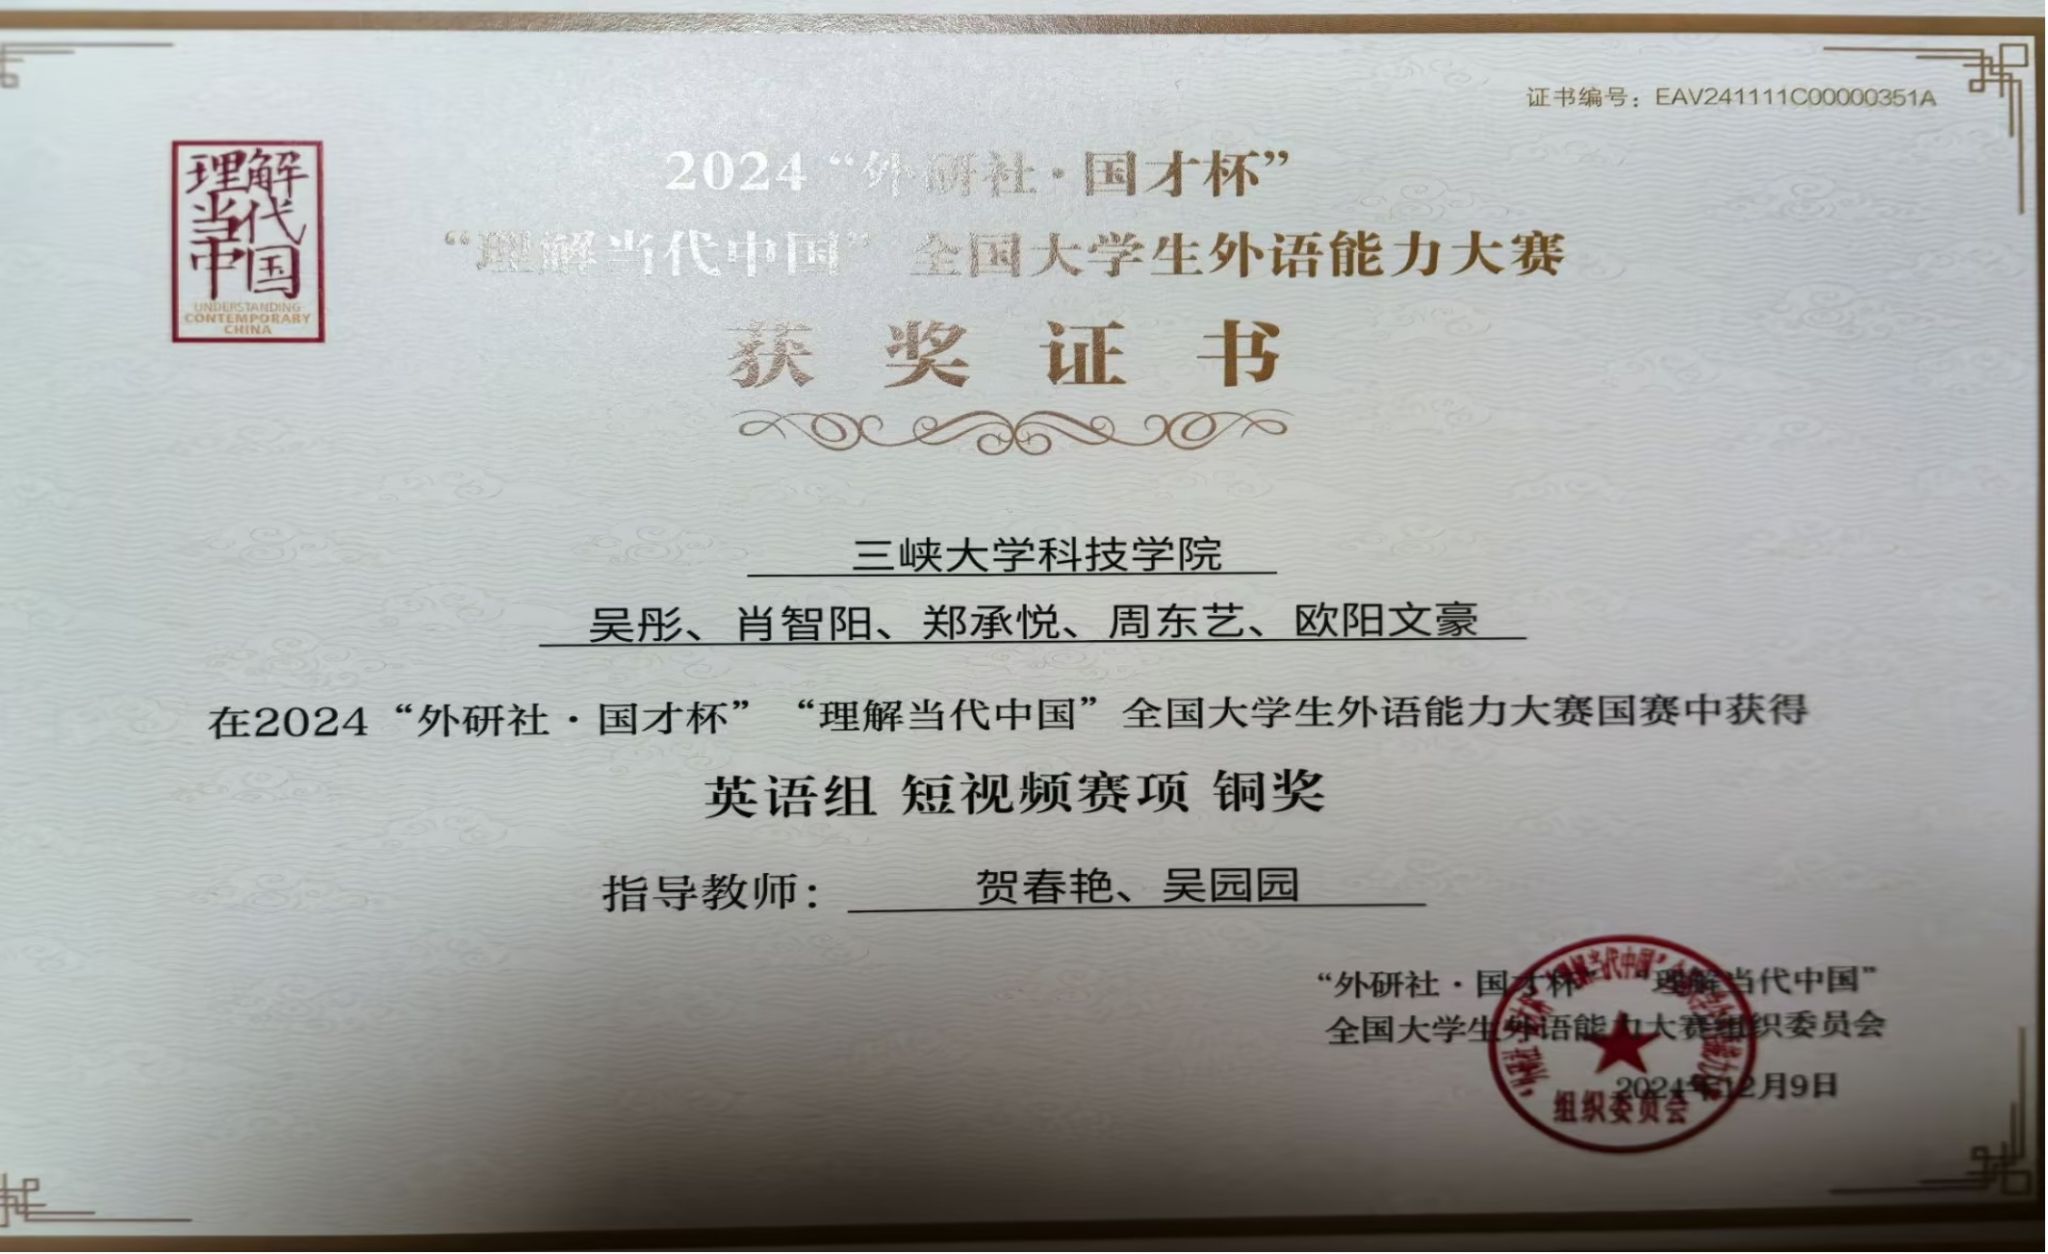 证书编号：EAV241111C00000351A
理解
当代
中国
UNDERSTANDING
CONTEMPORARY
CHINA
2024“外研社·国才杯”
“理解当代中国”全国大学生外语能力大赛
获奖证书
三峡大学科技学院
吴彤、肖智阳、郑承悦、周东艺、欧阳文豪
在2024“外研社·国才杯”“理解当代中国”全国大学生外语能力大赛国赛中获得
英语组 短视频赛项 铜奖
指导教师：贺春艳、吴园园
“外研社·国才杯”“理解当代中国”
全国大学生外语能力大赛组织委员会
2024年12月9日
组织委员会